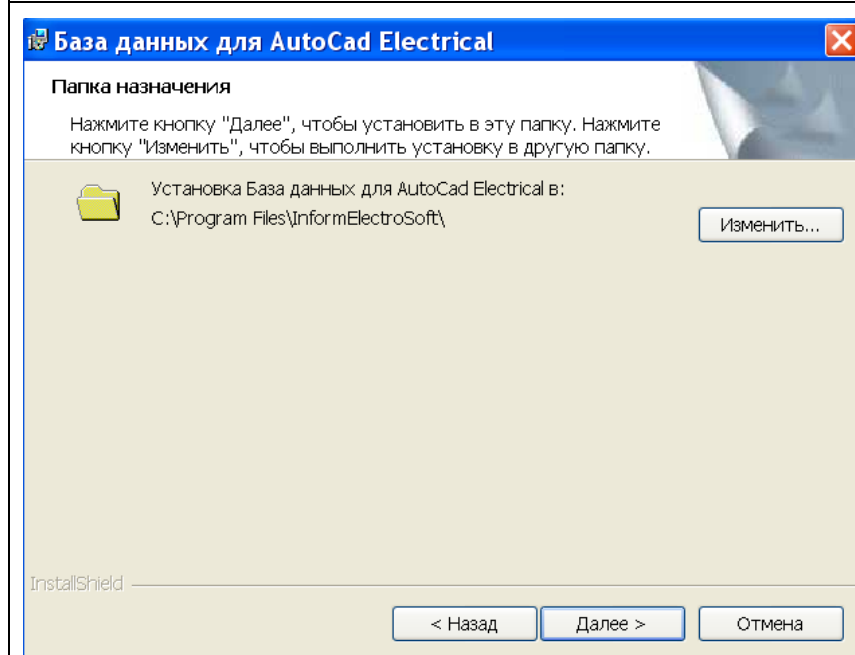 База данных для AutoCad Electrical
Папка назначения
Нажмите кнопку "Далее", чтобы установить в эту папку. Нажмите
кнопку "Изменить", чтобы выполнить установку в другую папку.
Установка База данных для AutoCad Electrical в:
C:\Program Files\InformElectroSoft\
Изменить...
InstallShield
< Назад
Далее >
Отмена